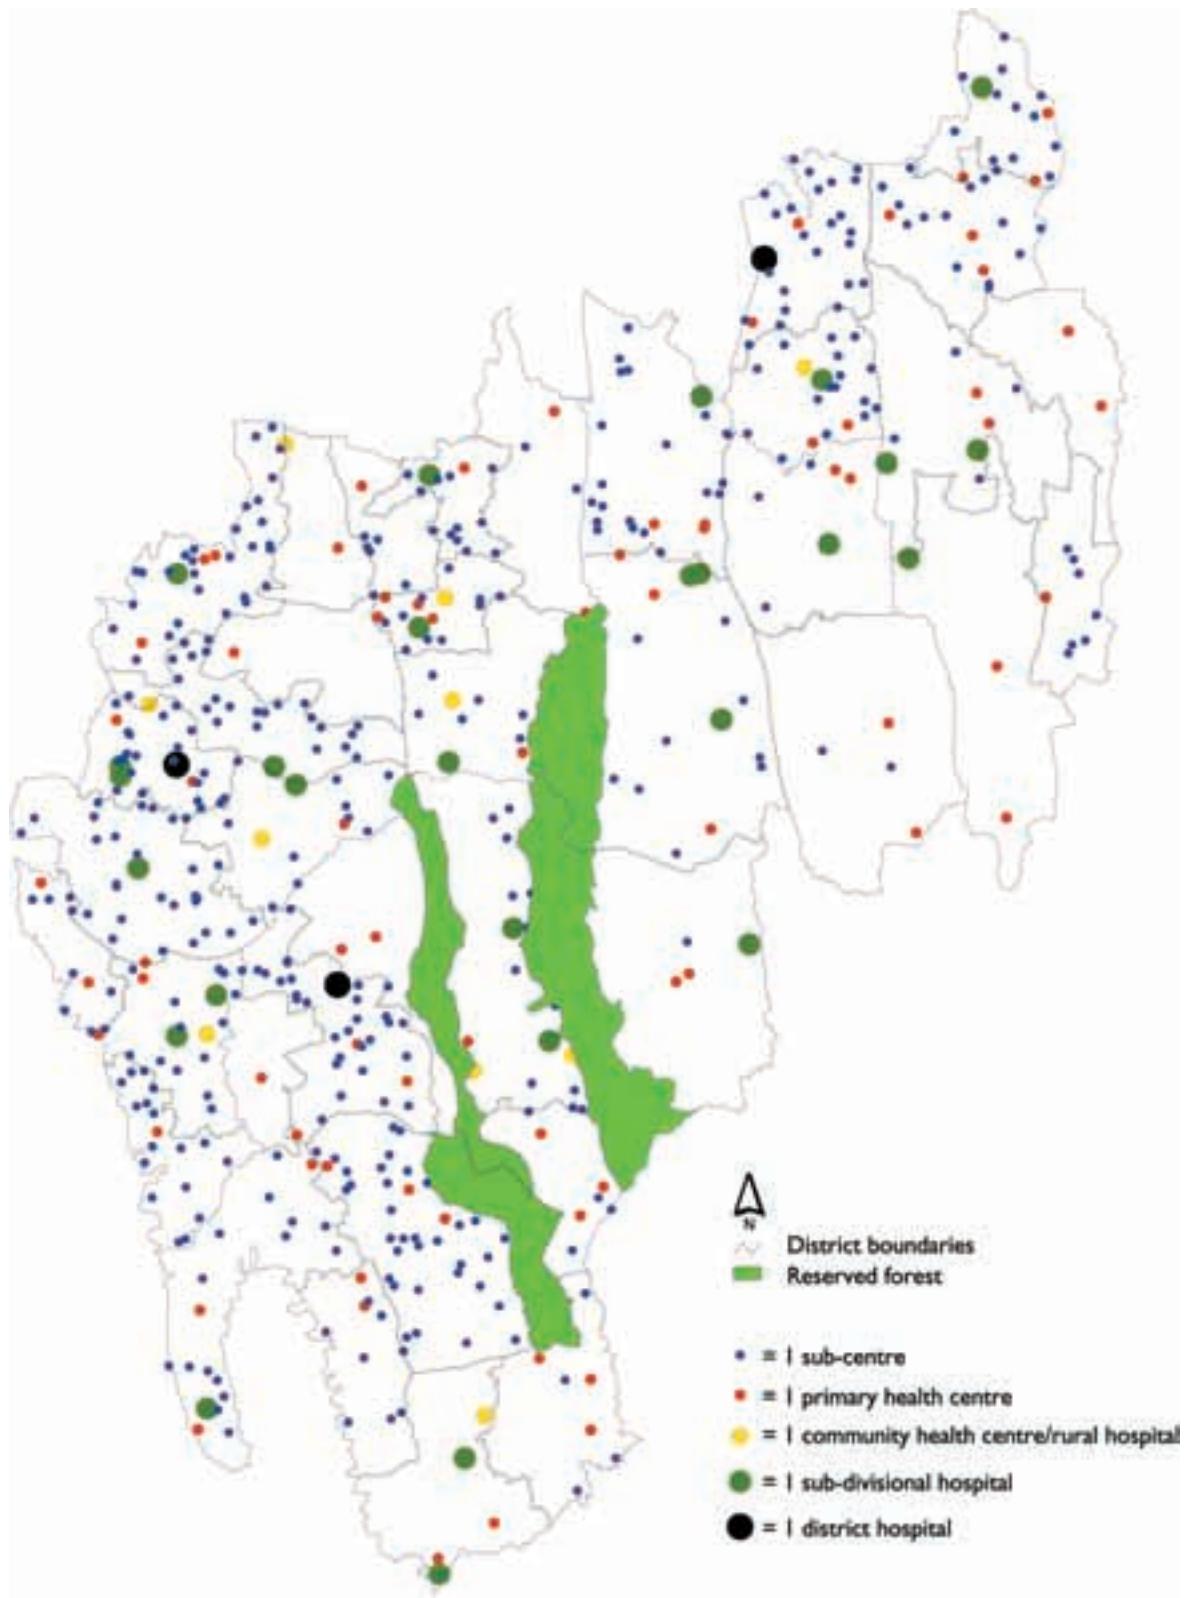 N
District boundaries
Reserved forest
= 1 sub-centre
= 1 primary health centre
= 1 community health centre/rural hospital
= 1 sub-divisional hospital
= 1 district hospital